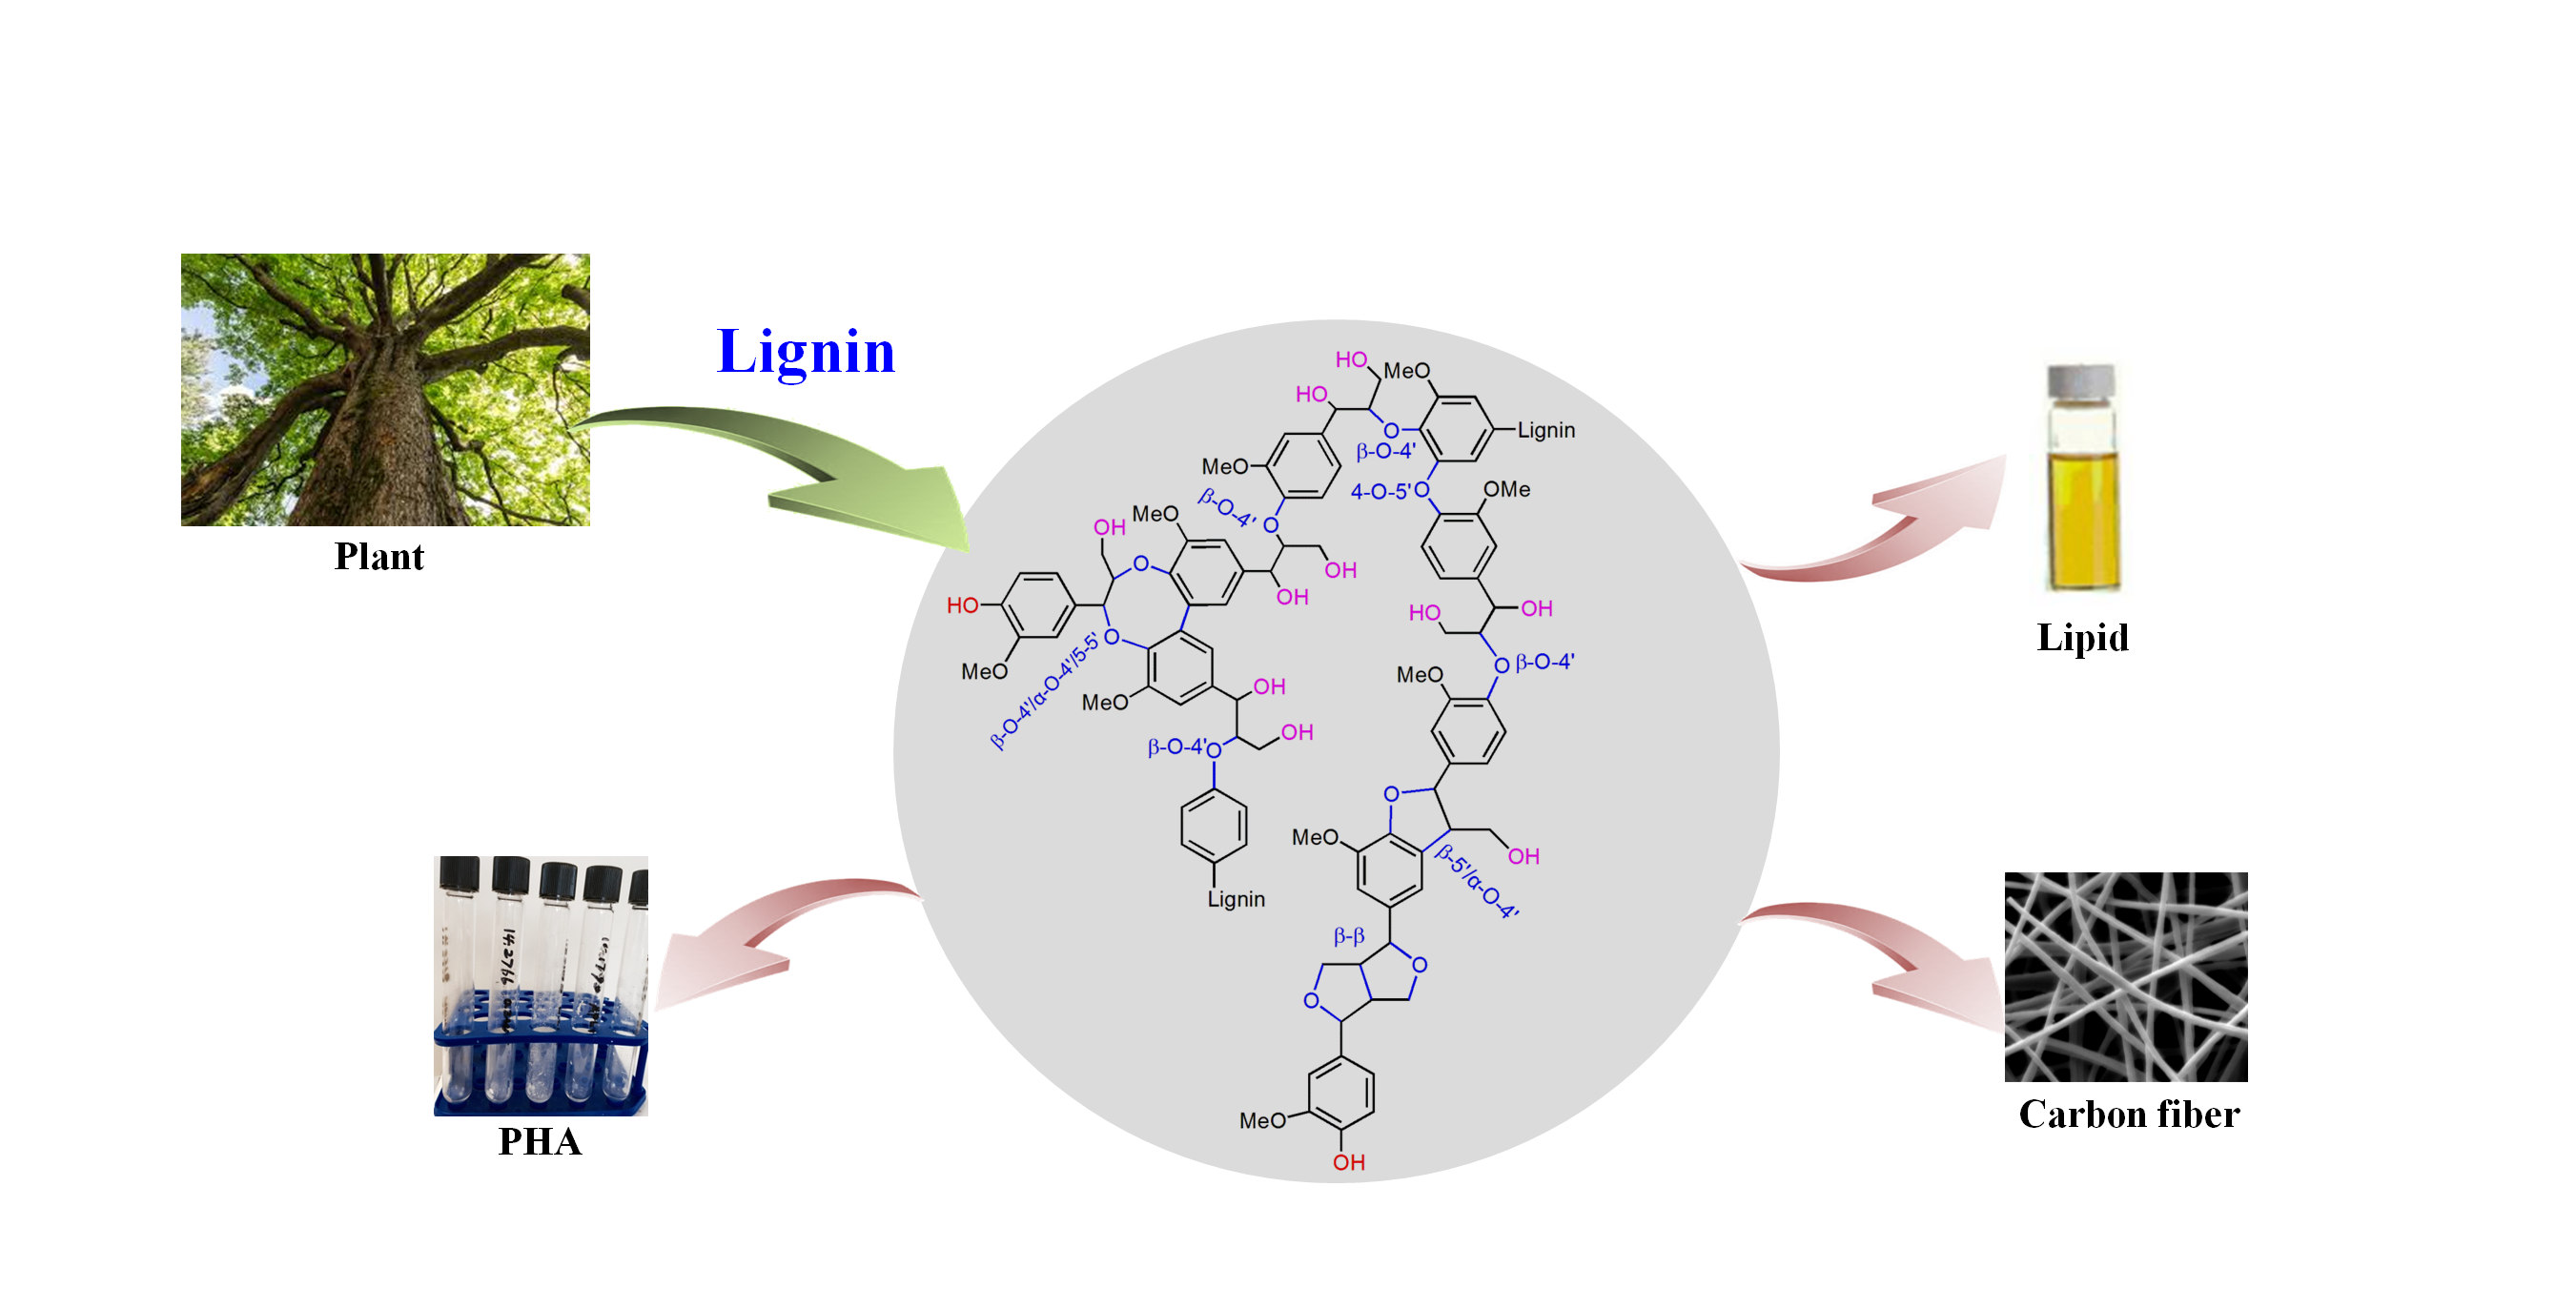 Lignin
Plant
HO
MeO
HO
β-O-4'
O
Lignin
MeO
4-O-5'
O
OMe
β-O-4'
O
MeO
OH
O
OH
OH
HO
MeO
O
β-O-4'/α-O-4'/5-5'
MeO
OH
OH
β-O-4'
O
Lignin
HO
OH
O
β-O-4'
MeO
O
MeO
OH
β-5'/α-O-4'
β-β
O
O
MeO
OH
Lipid
PHA
Carbon fiber